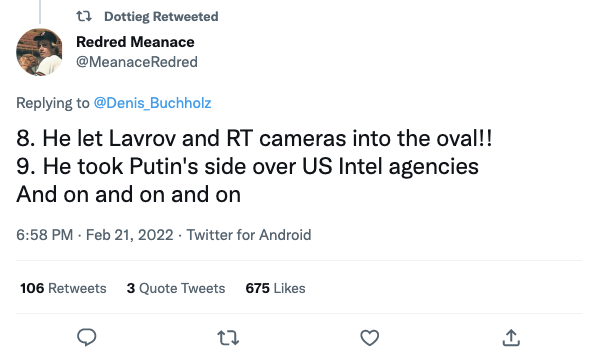 Dottieg Retweeted
Redred Meanace
@MeanaceRedred
Replying to @Denis_Buchholz
8. He let Lavrov and RT cameras into the oval!!
9. He took Putin's side over US Intel agencies
And on and on and on
6:58 PM · Feb 21, 2022 · Twitter for Android
106 Retweets 3 Quote Tweets 675 Likes